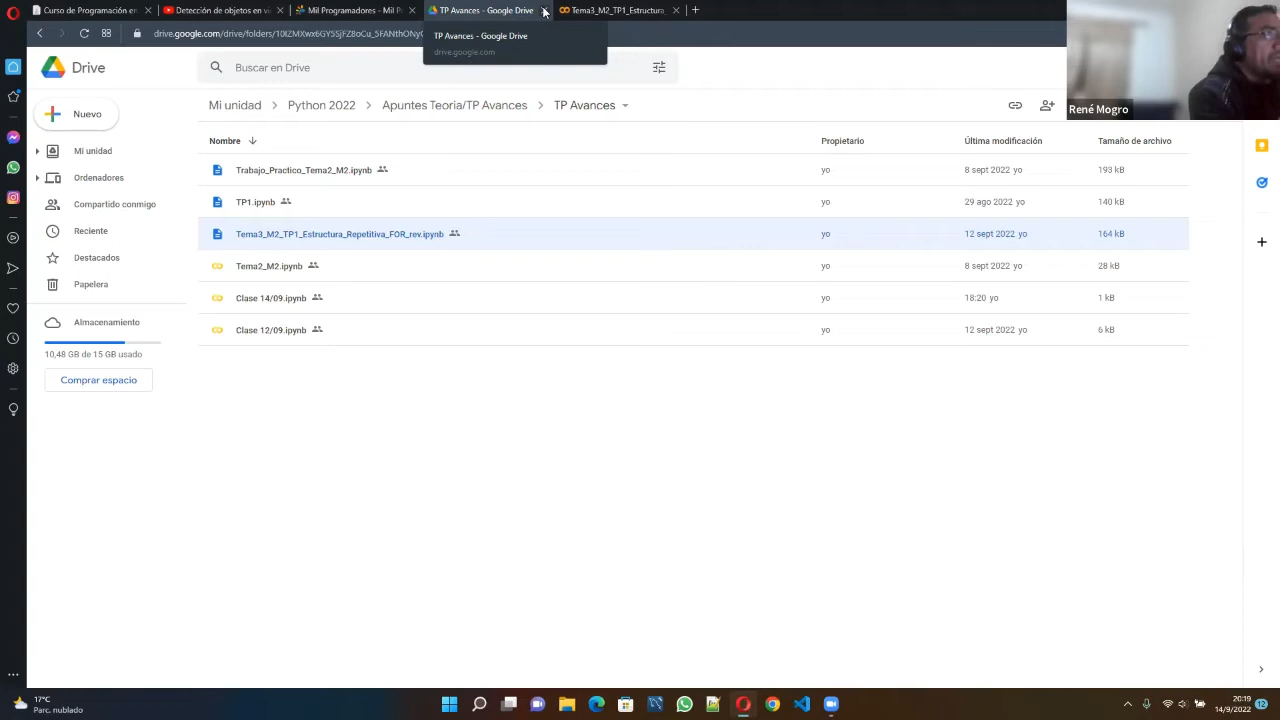 Curso de Programación en
Detección de objetos en vi
Mil Programadores - Mil P
TP Avances - Google Drive
Tema3_M2_TP1_Estructura
TP Avances - Google Drive
drive.google.com
Drive
Buscar en Drive
René Mogro
Nuevo
Mi unidad
Python 2022
Apuntes Teoria/TP Avances
TP Avances
Nombre
Propietario
Última modificación
Tamaño de archivo
Mi unidad
Ordenadores
Compartido conmigo
Reciente
Destacados
Papelera
Almacenamiento
10,48 GB de 15 GB usado
Comprar espacio
Trabajo_Practico_Tema2_M2.ipynb yo 8 sept 2022 yo 193 kB
TP1.ipynb yo 29 ago 2022 yo 140 kB
Tema3_M2_TP1_Estructura_Repetitiva_FOR_rev.ipynb yo 12 sept 2022 yo 164 kB
Tema2_M2.ipynb yo 8 sept 2022 yo 28 kB
Clase 14/09.ipynb yo 18:20 yo 1 kB
Clase 12/09.ipynb yo 12 sept 2022 yo 6 kB
17°C
Parc. nublado
20:19
14/9/2022
12